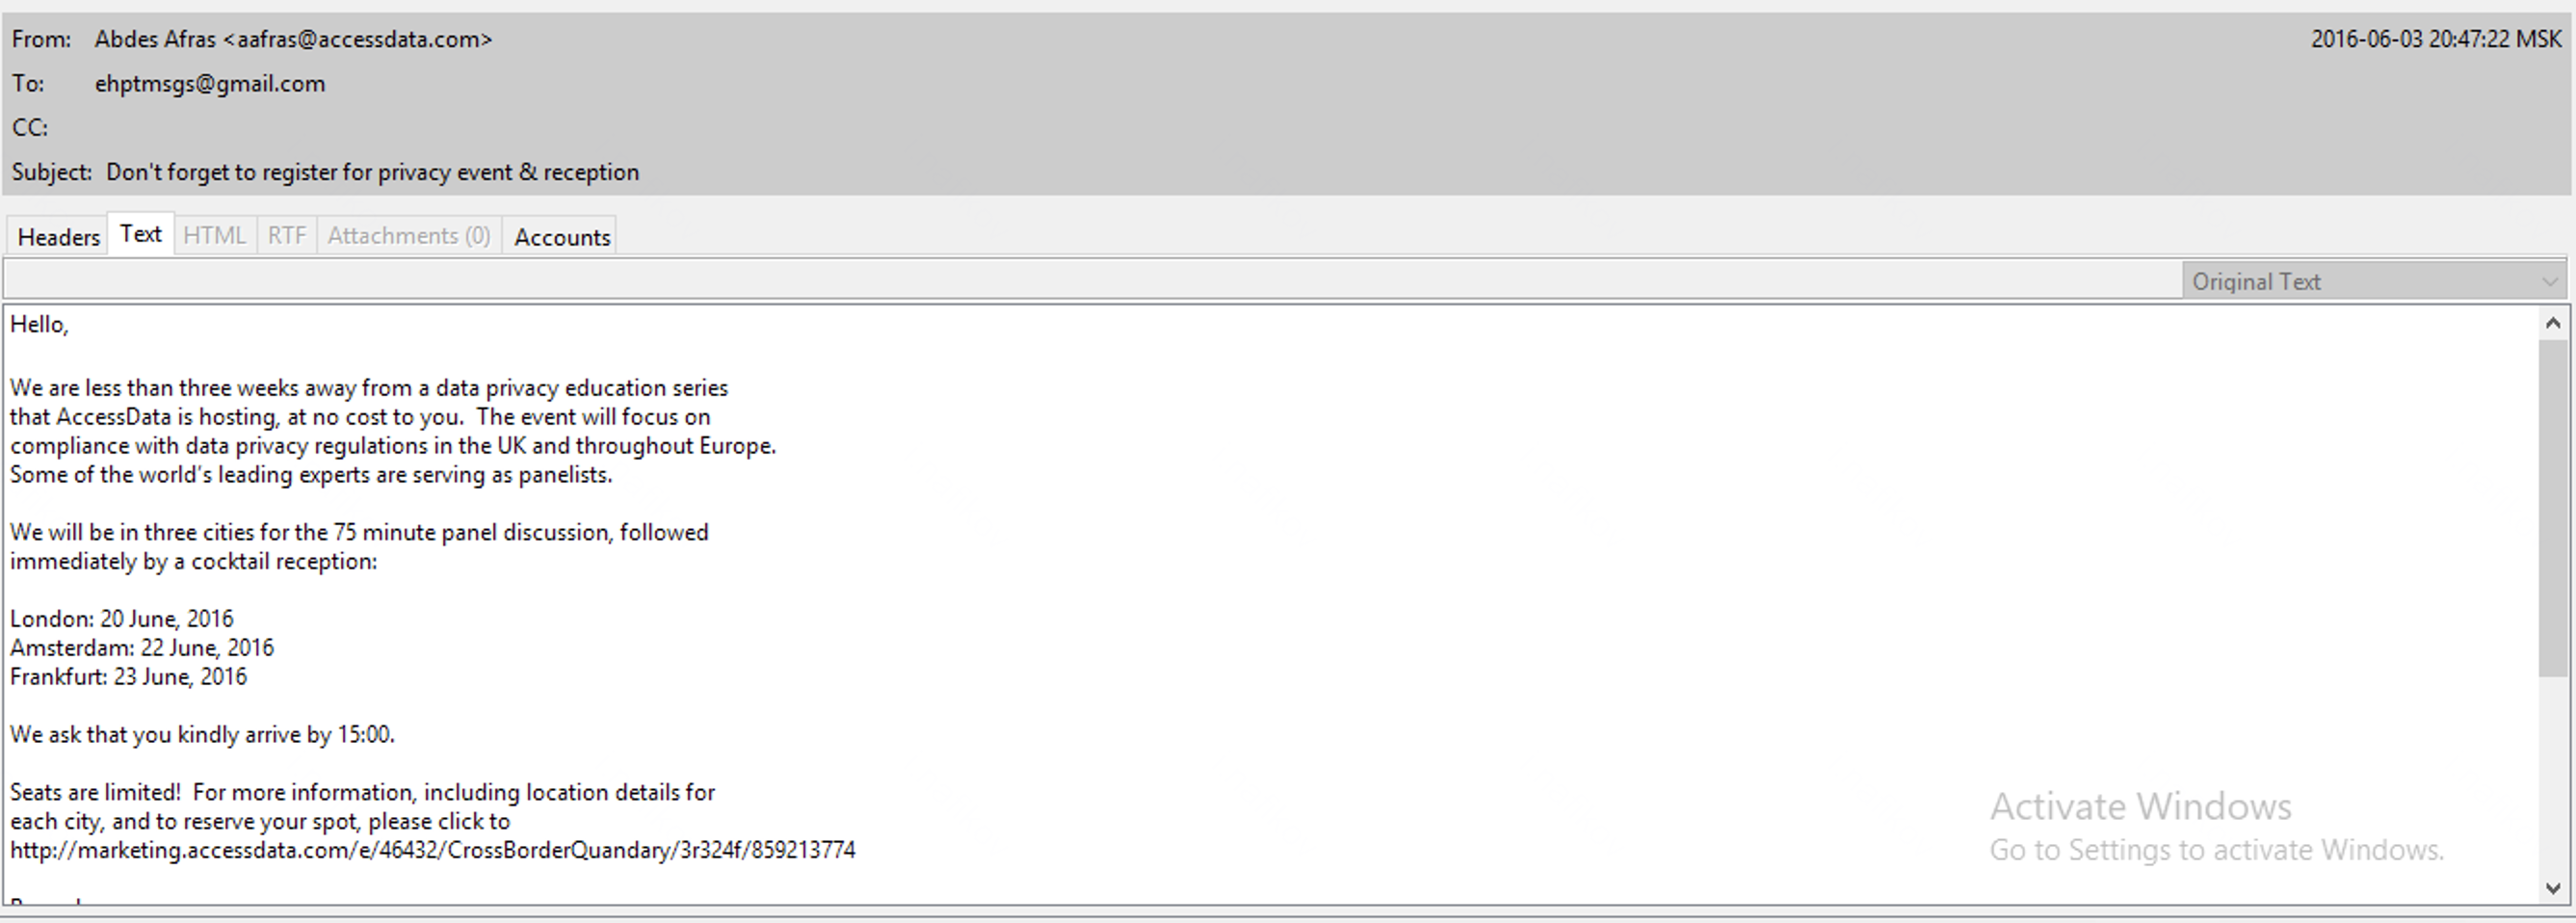 From: Abdes Afras <aafras@accessdata.com> 2016-06-03 20:47:22 MSK
To: ehptmsgs@gmail.com
CC:
Subject: Don't forget to register for privacy event & reception
Headers Text HTML RTF Attachments (0) Accounts
Original Text
Hello,
We are less than three weeks away from a data privacy education series
that AccessData is hosting, at no cost to you.  The event will focus on
compliance with data privacy regulations in the UK and throughout Europe.
Some of the world's leading experts are serving as panelists.
We will be in three cities for the 75 minute panel discussion, followed
immediately by a cocktail reception:
London: 20 June, 2016
Amsterdam: 22 June, 2016
Frankfurt: 23 June, 2016
We ask that you kindly arrive by 15:00.
Seats are limited!  For more information, including location details for
each city, and to reserve your spot, please click to
http://marketing.accessdata.com/e/46432/CrossBorderQuandary/3r324f/859213774
Activate Windows
Go to Settings to activate Windows.